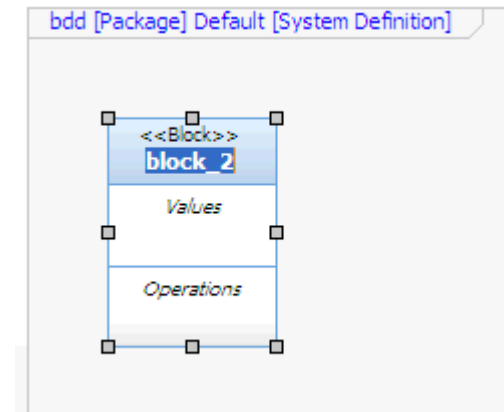 bdd [Package] Default [System Definition]
<<Block>>
block_2
Values
Operations